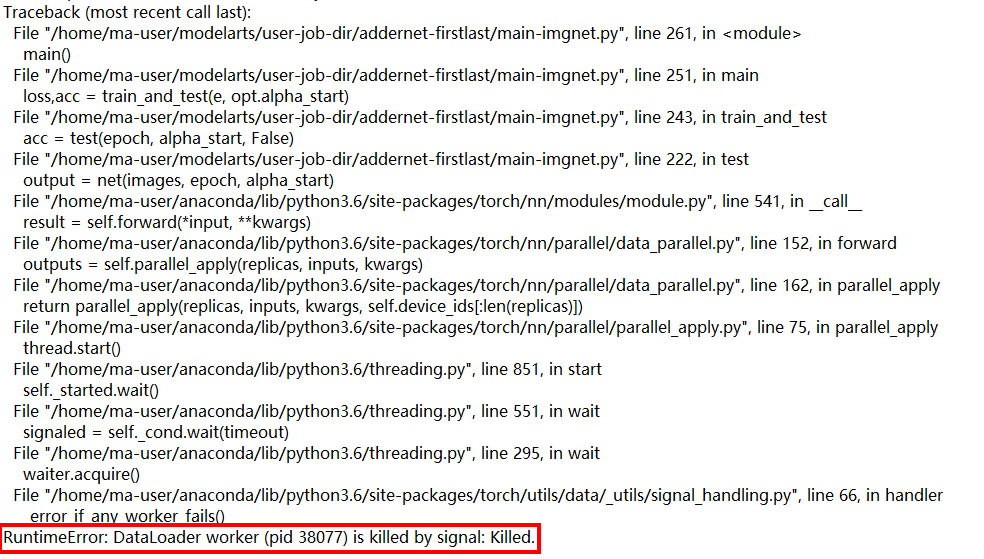 Traceback (most recent call last):
File "/home/ma-user/modelarts/user-job-dir/addernet-firstlast/main-imgnet.py", line 261, in <module>
main()
File "/home/ma-user/modelarts/user-job-dir/addernet-firstlast/main-imgnet.py", line 251, in main
loss,acc = train_and_test(e, opt.alpha_start)
File "/home/ma-user/modelarts/user-job-dir/addernet-firstlast/main-imgnet.py", line 243, in train_and_test
acc = test(epoch, alpha_start, False)
File "/home/ma-user/modelarts/user-job-dir/addernet-firstlast/main-imgnet.py", line 222, in test
output = net(images, epoch, alpha_start)
File "/home/ma-user/anaconda/lib/python3.6/site-packages/torch/nn/modules/module.py", line 541, in __call__
result = self.forward(*input, **kwargs)
File "/home/ma-user/anaconda/lib/python3.6/site-packages/torch/nn/parallel/data_parallel.py", line 152, in forward
outputs = self.parallel_apply(replicas, inputs, kwargs)
File "/home/ma-user/anaconda/lib/python3.6/site-packages/torch/nn/parallel/data_parallel.py", line 162, in parallel_apply
return parallel_apply(replicas, inputs, kwargs, self.device_ids[:len(replicas)])
File "/home/ma-user/anaconda/lib/python3.6/site-packages/torch/nn/parallel/parallel_apply.py", line 75, in parallel_apply
thread.start()
File "/home/ma-user/anaconda/lib/python3.6/threading.py", line 851, in start
self._started.wait()
File "/home/ma-user/anaconda/lib/python3.6/threading.py", line 551, in wait
signaled = self._cond.wait(timeout)
File "/home/ma-user/anaconda/lib/python3.6/threading.py", line 295, in wait
waiter.acquire()
File "/home/ma-user/anaconda/lib/python3.6/site-packages/torch/utils/data/_utils/signal_handling.py", line 66, in handler
_error_if_any_worker_fails()
RuntimeError: DataLoader worker (pid 38077) is killed by signal: Killed.